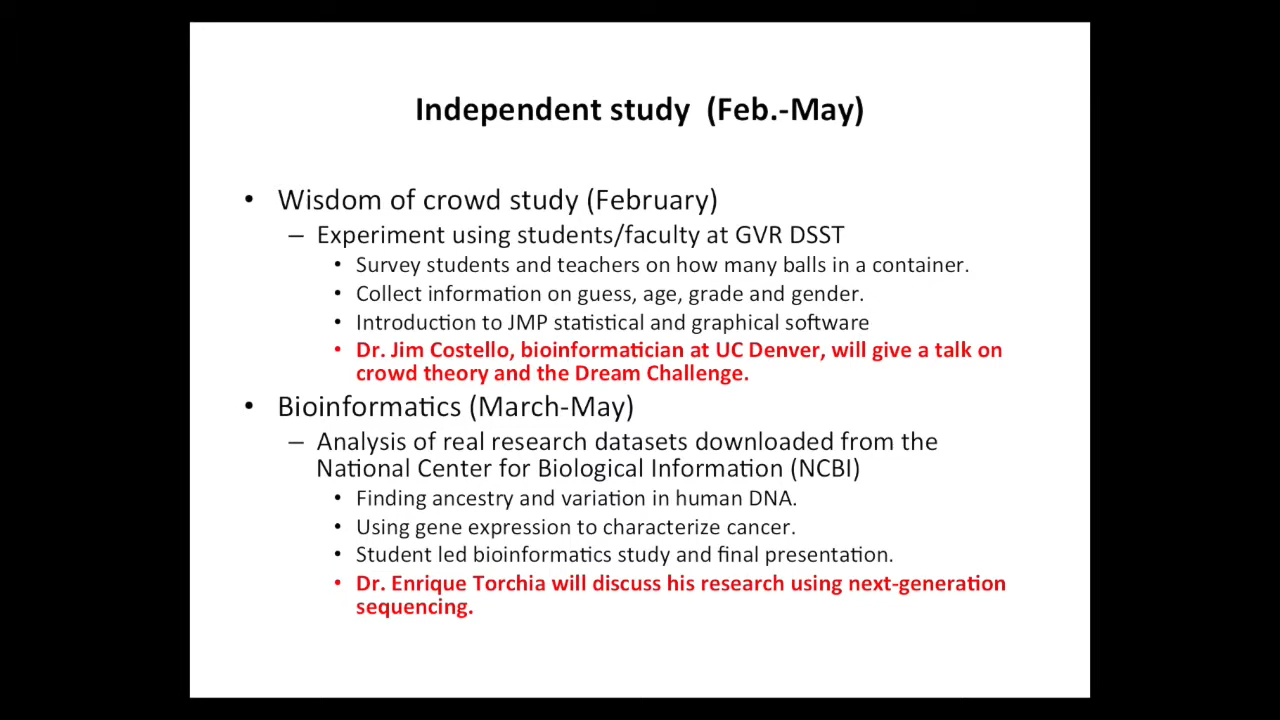 Independent study (Feb.-May)
• Wisdom of crowd study (February)
– Experiment using students/faculty at GVR DSST
• Survey students and teachers on how many balls in a container.
• Collect information on guess, age, grade and gender.
• Introduction to JMP statistical and graphical software
• Dr. Jim Costello, bioinformatician at UC Denver, will give a talk on
crowd theory and the Dream Challenge.
• Bioinformatics (March-May)
– Analysis of real research datasets downloaded from the
National Center for Biological Information (NCBI)
• Finding ancestry and variation in human DNA.
• Using gene expression to characterize cancer.
• Student led bioinformatics study and final presentation.
• Dr. Enrique Torchia will discuss his research using next-generation
sequencing.